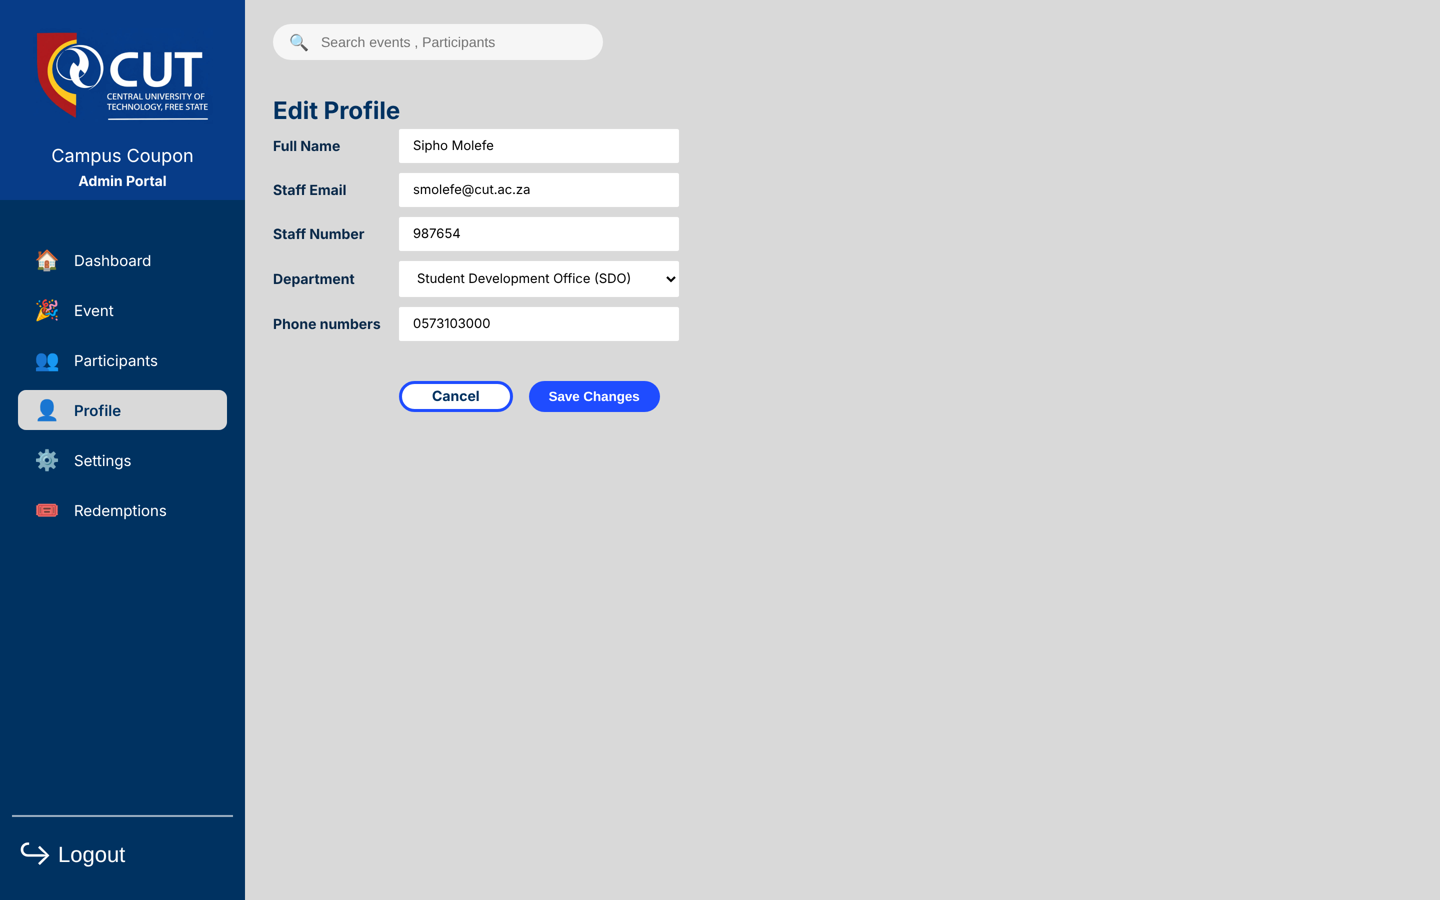 CUT
CENTRAL UNIVERSITY OF
TECHNOLOGY, FREE STATE
Campus Coupon
Admin Portal
Dashboard
Event
Participants
Profile
Settings
Redemptions
Logout
Search events , Participants
Edit Profile
Full Name Sipho Molefe
Staff Email smolefe@cut.ac.za
Staff Number 987654
Department Student Development Office (SDO)
Phone numbers 0573103000
Cancel Save Changes